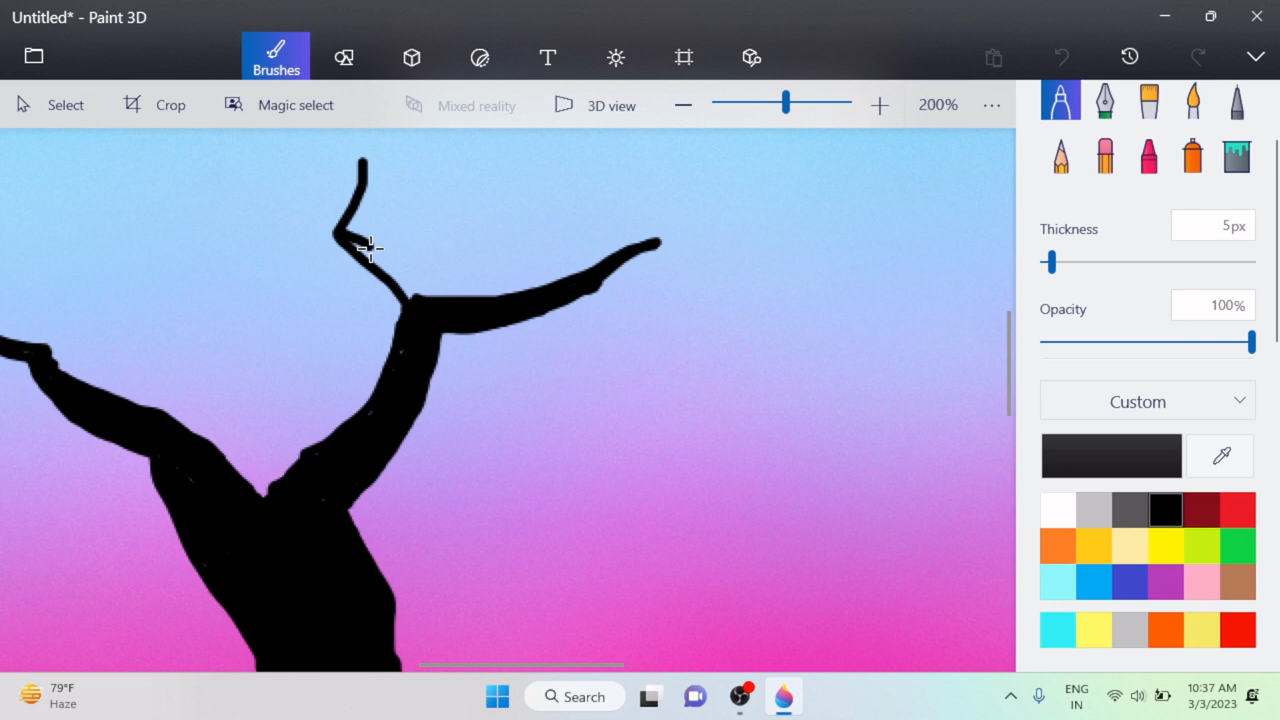 Untitled* - Paint 3D
Brushes
Select
Crop
Magic select
Mixed reality
3D view
200%
Thickness
5px
Opacity
100%
Custom
79°F
Haze
Search
ENG
IN
10:37 AM
3/3/2023